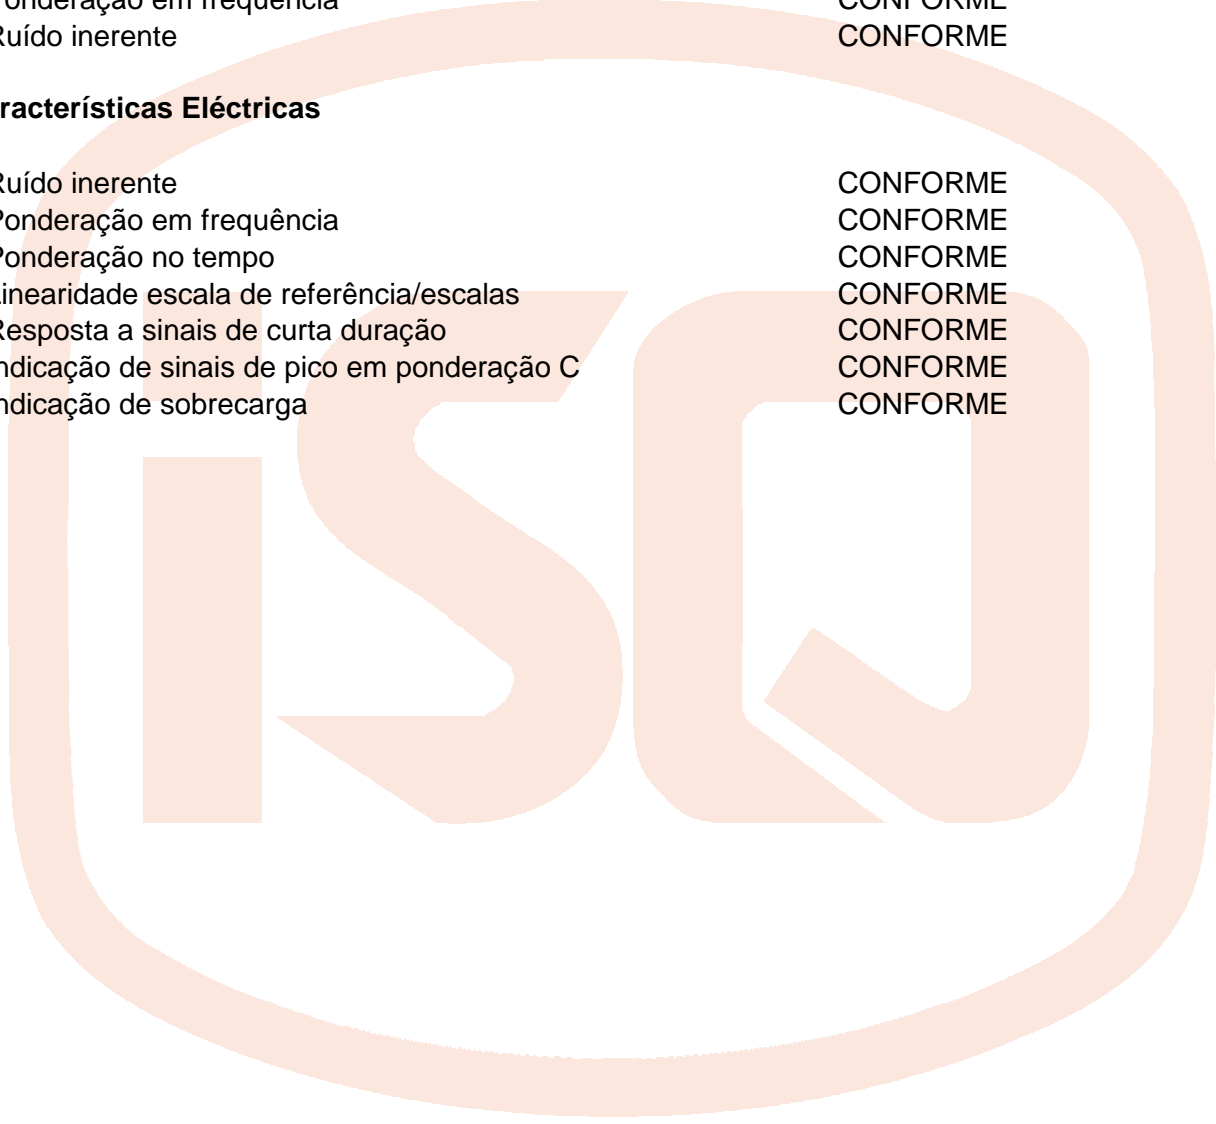 Ponderação em frequência CONFORME
Ruído inerente CONFORME
racterísticas Eléctricas
Ruído inerente CONFORME
Ponderação em frequência CONFORME
Ponderação no tempo CONFORME
inearidade escala de referência/escalas CONFORME
Resposta a sinais de curta duração CONFORME
ndicação de sinais de pico em ponderação C CONFORME
ndicação de sobrecarga CONFORME
iSQ